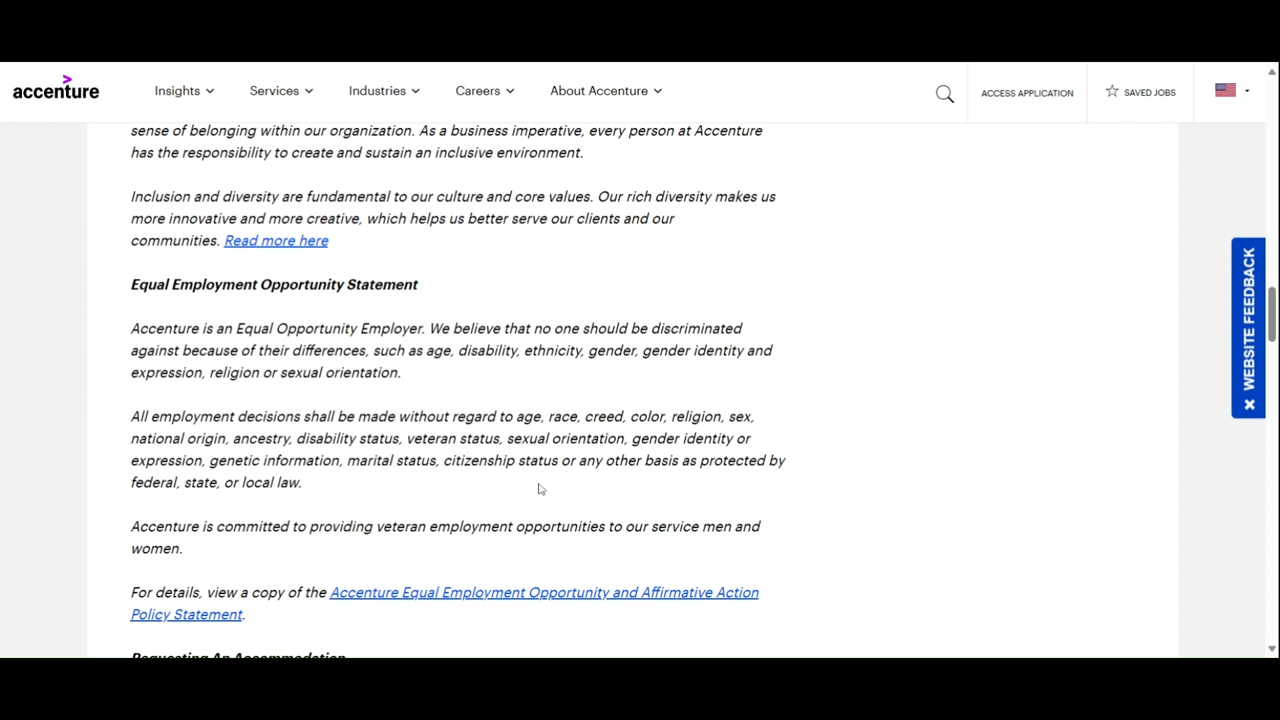 >
accenture
Insights
Services
Industries
Careers
About Accenture
ACCESS APPLICATION
SAVED JOBS
sense of belonging within our organization. As a business imperative, every person at Accenture
has the responsibility to create and sustain an inclusive environment.
Inclusion and diversity are fundamental to our culture and core values. Our rich diversity makes us
more innovative and more creative, which helps us better serve our clients and our
communities. Read more here
Equal Employment Opportunity Statement
Accenture is an Equal Opportunity Employer. We believe that no one should be discriminated
against because of their differences, such as age, disability, ethnicity, gender, gender identity and
expression, religion or sexual orientation.
All employment decisions shall be made without regard to age, race, creed, color, religion, sex,
national origin, ancestry, disability status, veteran status, sexual orientation, gender identity or
expression, genetic information, marital status, citizenship status or any other basis as protected by
federal, state, or local law.
Accenture is committed to providing veteran employment opportunities to our service men and
women.
For details, view a copy of the Accenture Equal Employment Opportunity and Affirmative Action
Policy Statement.
Requesting An Accommodation
WEBSITE FEEDBACK